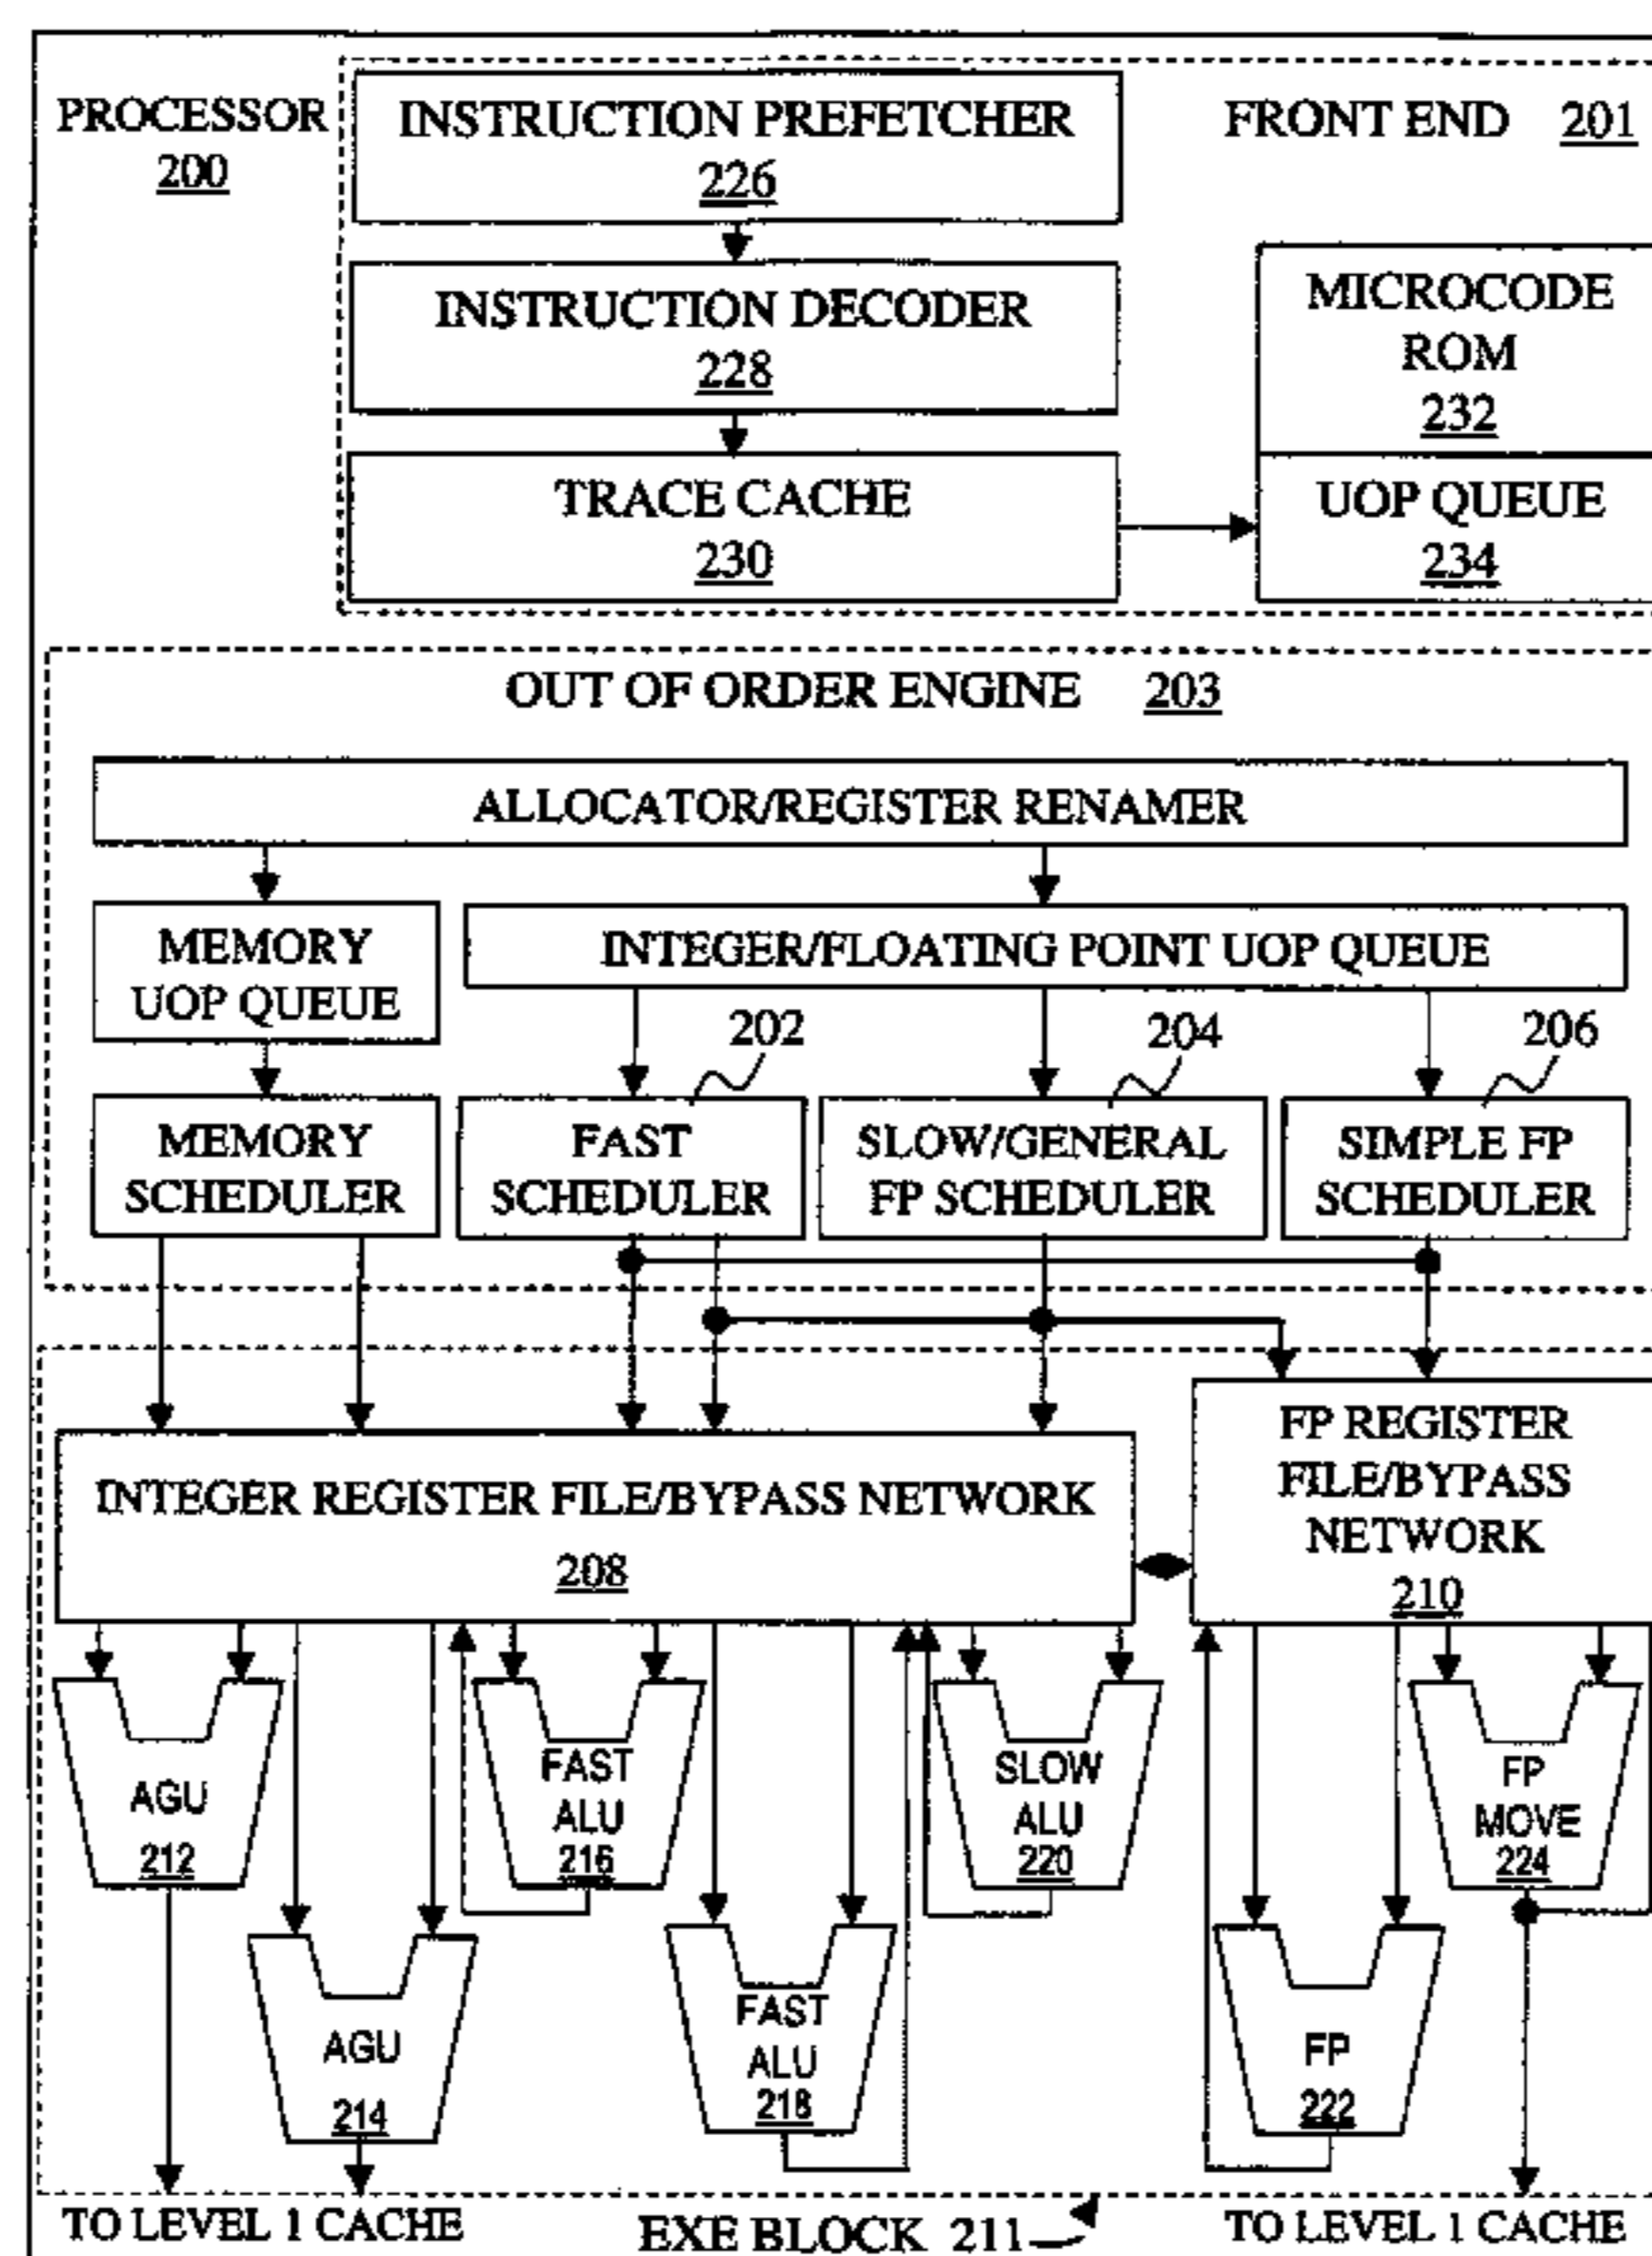 PROCESSOR
200
INSTRUCTION PREFETCHER
226
FRONT END 201
INSTRUCTION DECODER
228
MICROCODE
ROM
232
TRACE CACHE
230
UOP QUEUE
234
OUT OF ORDER ENGINE 203
ALLOCATOR/REGISTER RENAMER
MEMORY
UOP QUEUE
INTEGER/FLOATING POINT UOP QUEUE
202
204
206
MEMORY
SCHEDULER
FAST
SCHEDULER
SLOW/GENERAL
FP SCHEDULER
SIMPLE FP
SCHEDULER
INTEGER REGISTER FILE/BYPASS NETWORK
208
FP REGISTER
FILE/BYPASS
NETWORK
210
AGU
212
FAST
ALU
216
SLOW
ALU
220
FP
MOVE
224
AGU
214
FAST
ALU
218
FP
222
TO LEVEL 1 CACHE
EXE BLOCK 211
TO LEVEL 1 CACHE